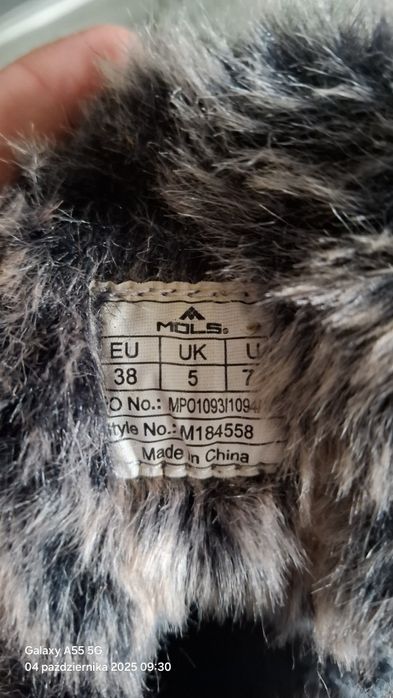 MOLS
EU UK U
38 5 7
O No.: MPO1093/1094/
tyle No.: M184558
Made in China
Galaxy A55 5G
04 października 2025 09:30